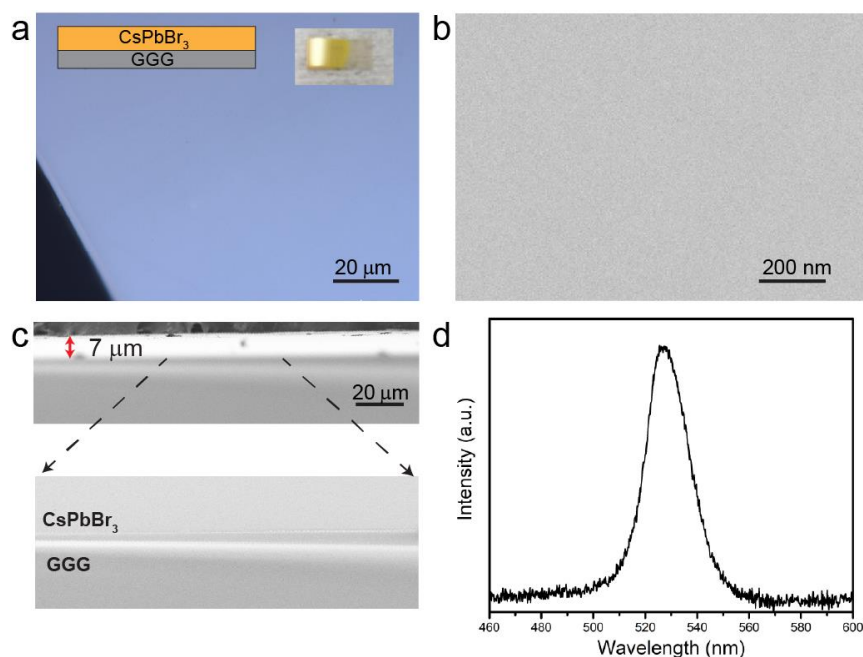 a
CsPbBr₃
GGG
20 μm
b
200 nm
c
7 μm
20 μm
CsPbBr₃
GGG
d
Intensity (a.u.)
460 480 500 520 540 560 580 600
Wavelength (nm)